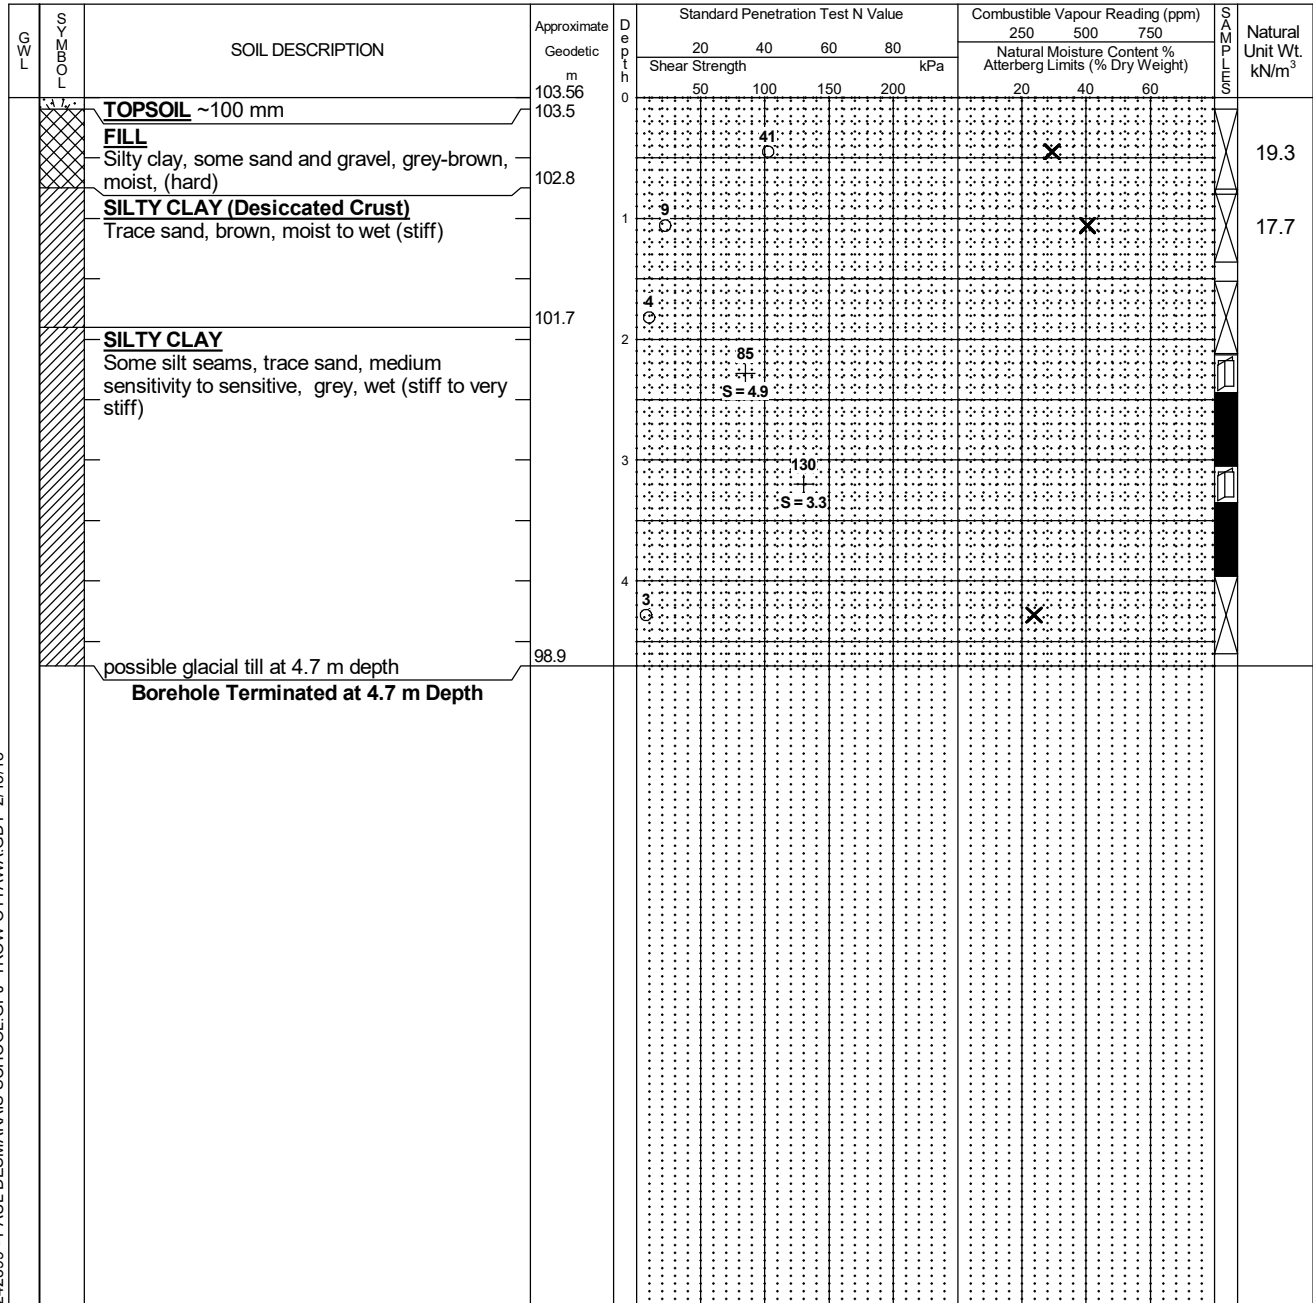 GWL
SYMBOL
SOIL DESCRIPTION
Approximate
Geodetic
m
103.56
Depth
Standard Penetration Test N Value
20 40 60 80
Shear Strength kPa
50 100 150 200
Combustible Vapour Reading (ppm)
250 500 750
Natural Moisture Content %
Atterberg Limits (% Dry Weight)
20 40 60
SAMPLES
Natural
Unit Wt.
kN/m³
0
TOPSOIL ~100 mm
103.5
FILL
41
Silty clay, some sand and gravel, grey-brown,
19.3
moist, (hard)
102.8
SILTY CLAY (Desiccated Crust)
9
1
Trace sand, brown, moist to wet (stiff)
17.7
4
101.7
SILTY CLAY
2
Some silt seams, trace sand, medium
85
sensitivity to sensitive, grey, wet (stiff to very
S = 4.9
stiff)
3
130
S = 3.3
4
3
98.9
possible glacial till at 4.7 m depth
Borehole Terminated at 4.7 m Depth